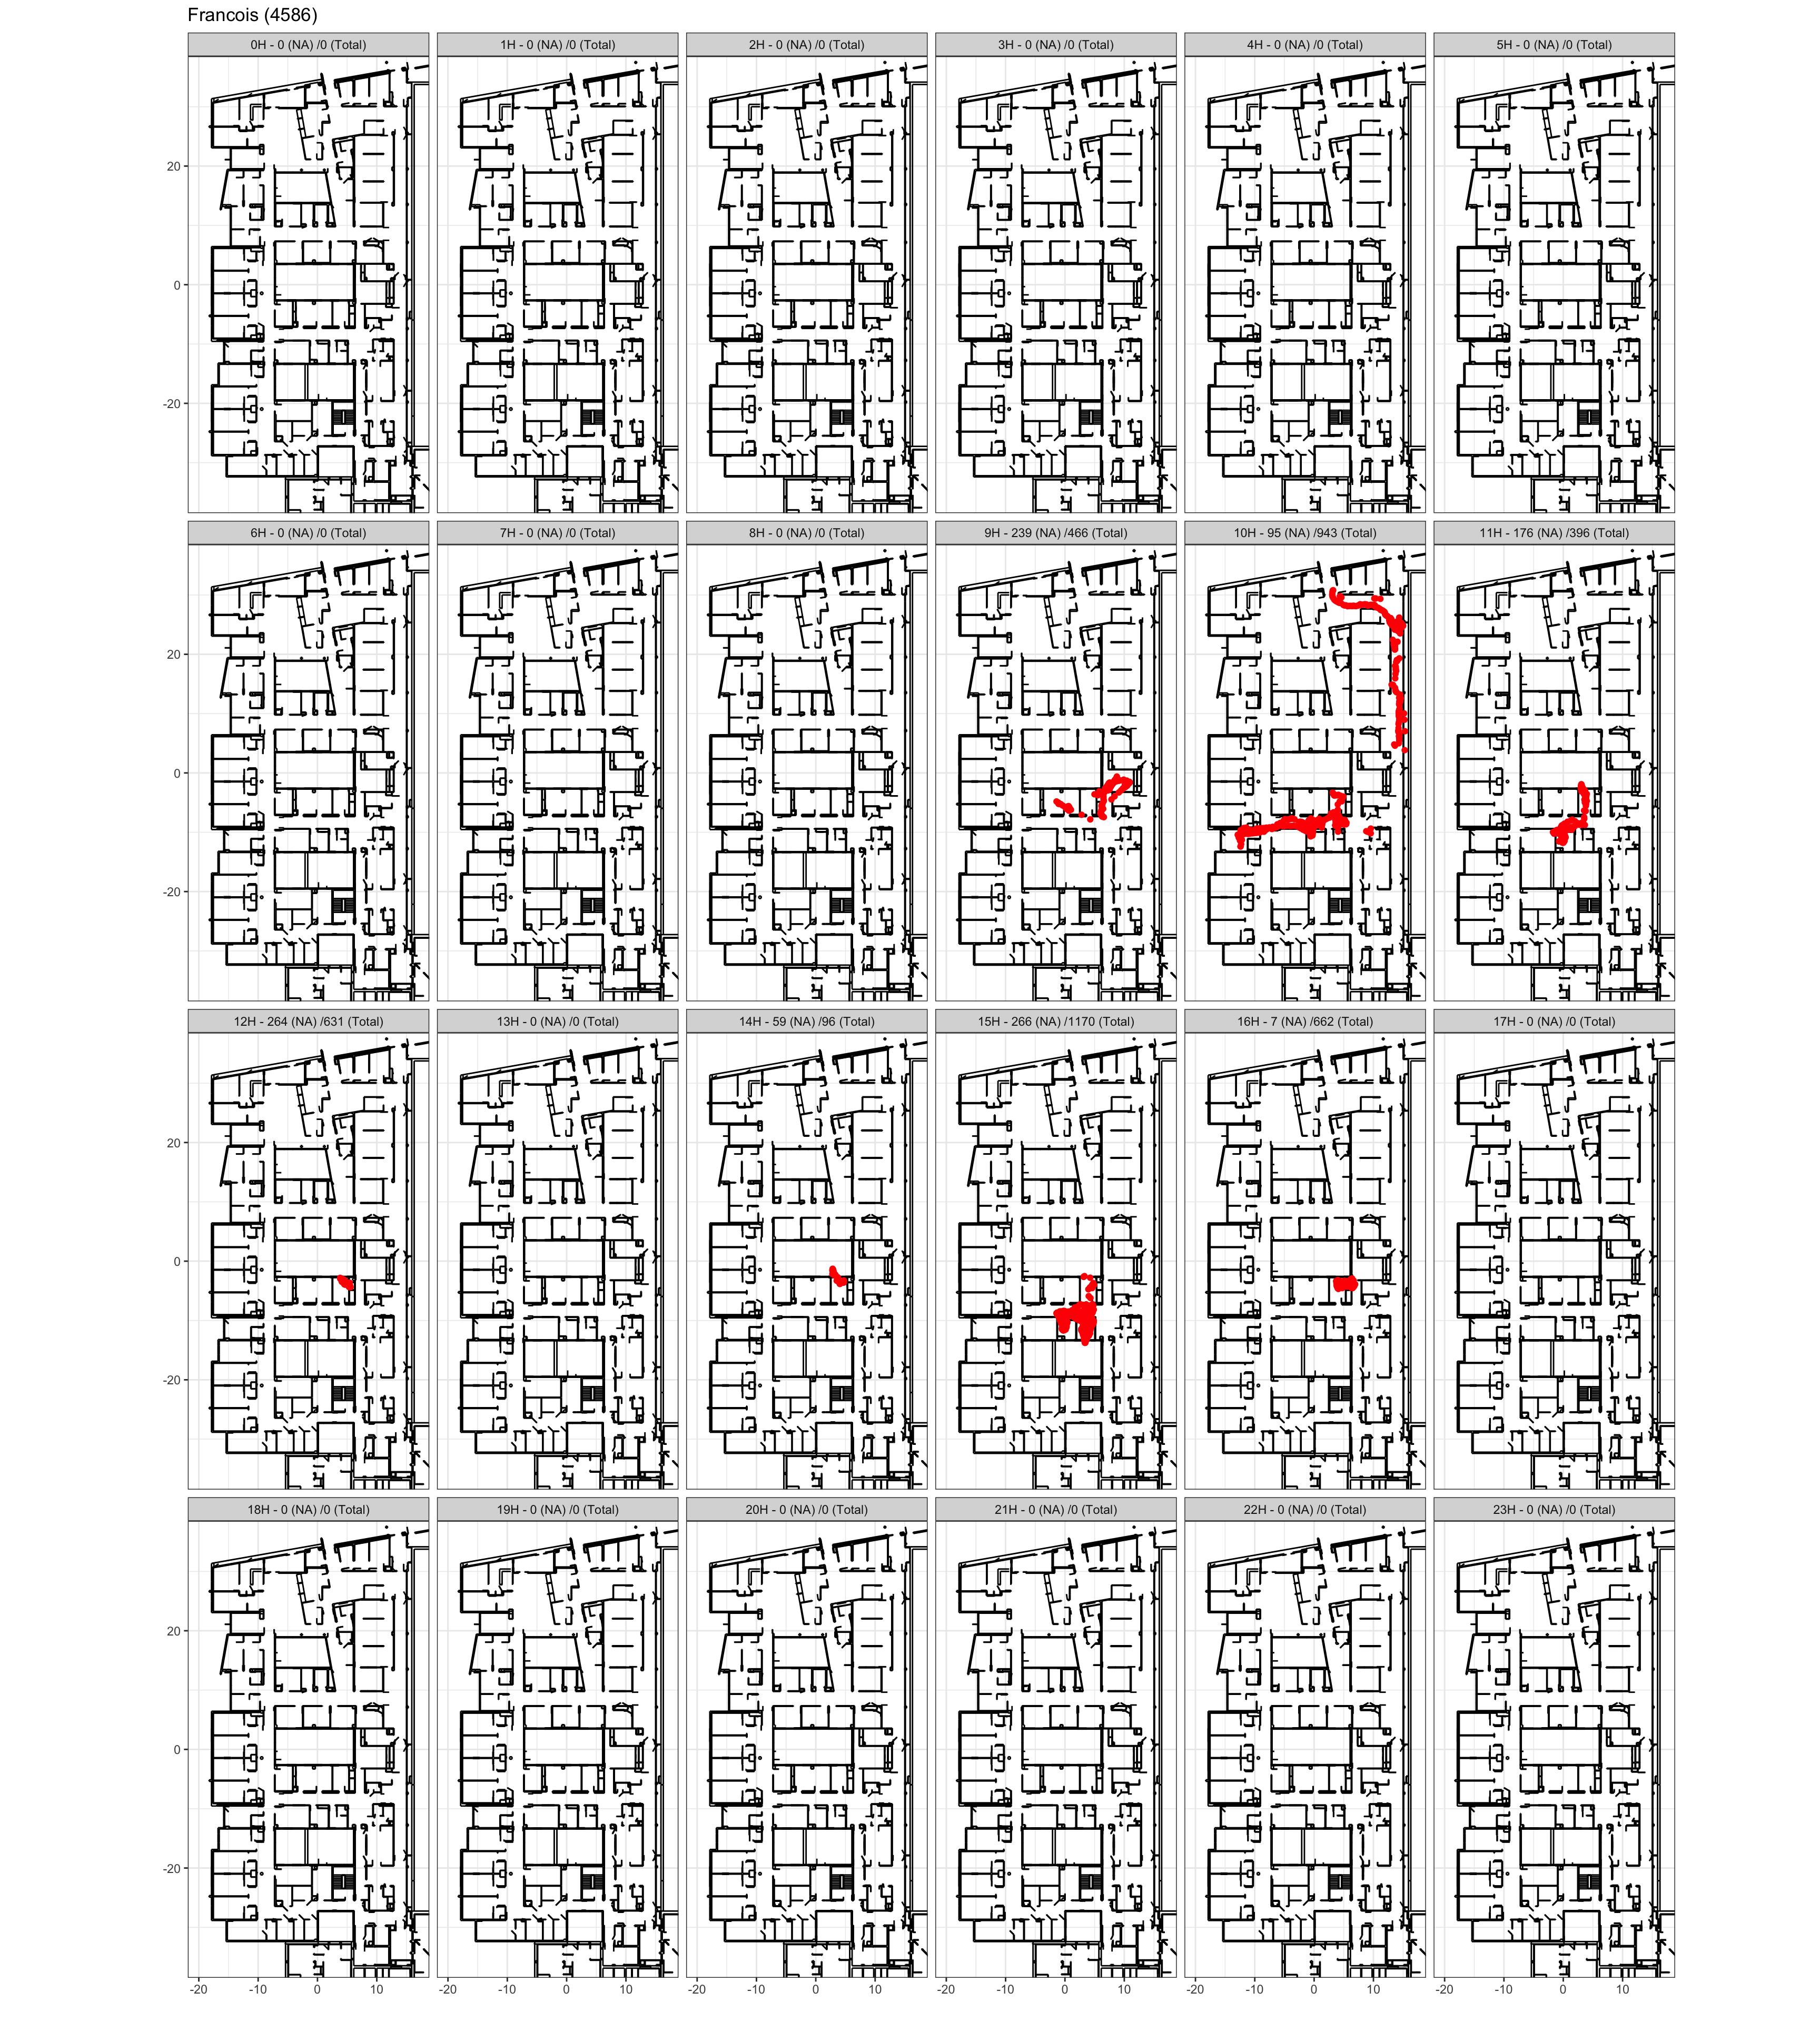 Francois (4586)
0H - 0 (NA) /0 (Total) 1H - 0 (NA) /0 (Total) 2H - 0 (NA) /0 (Total) 3H - 0 (NA) /0 (Total) 4H - 0 (NA) /0 (Total) 5H - 0 (NA) /0 (Total)
20
0
-20
6H - 0 (NA) /0 (Total) 7H - 0 (NA) /0 (Total) 8H - 0 (NA) /0 (Total) 9H - 239 (NA) /466 (Total) 10H - 95 (NA) /943 (Total) 11H - 176 (NA) /396 (Total)
20
0
-20
12H - 264 (NA) /631 (Total) 13H - 0 (NA) /0 (Total) 14H - 59 (NA) /96 (Total) 15H - 266 (NA) /1170 (Total) 16H - 7 (NA) /662 (Total) 17H - 0 (NA) /0 (Total)
20
0
-20
18H - 0 (NA) /0 (Total) 19H - 0 (NA) /0 (Total) 20H - 0 (NA) /0 (Total) 21H - 0 (NA) /0 (Total) 22H - 0 (NA) /0 (Total) 23H - 0 (NA) /0 (Total)
20
0
-20
-20 -10 0 10 -20 -10 0 10 -20 -10 0 10 -20 -10 0 10 -20 -10 0 10 -20 -10 0 10